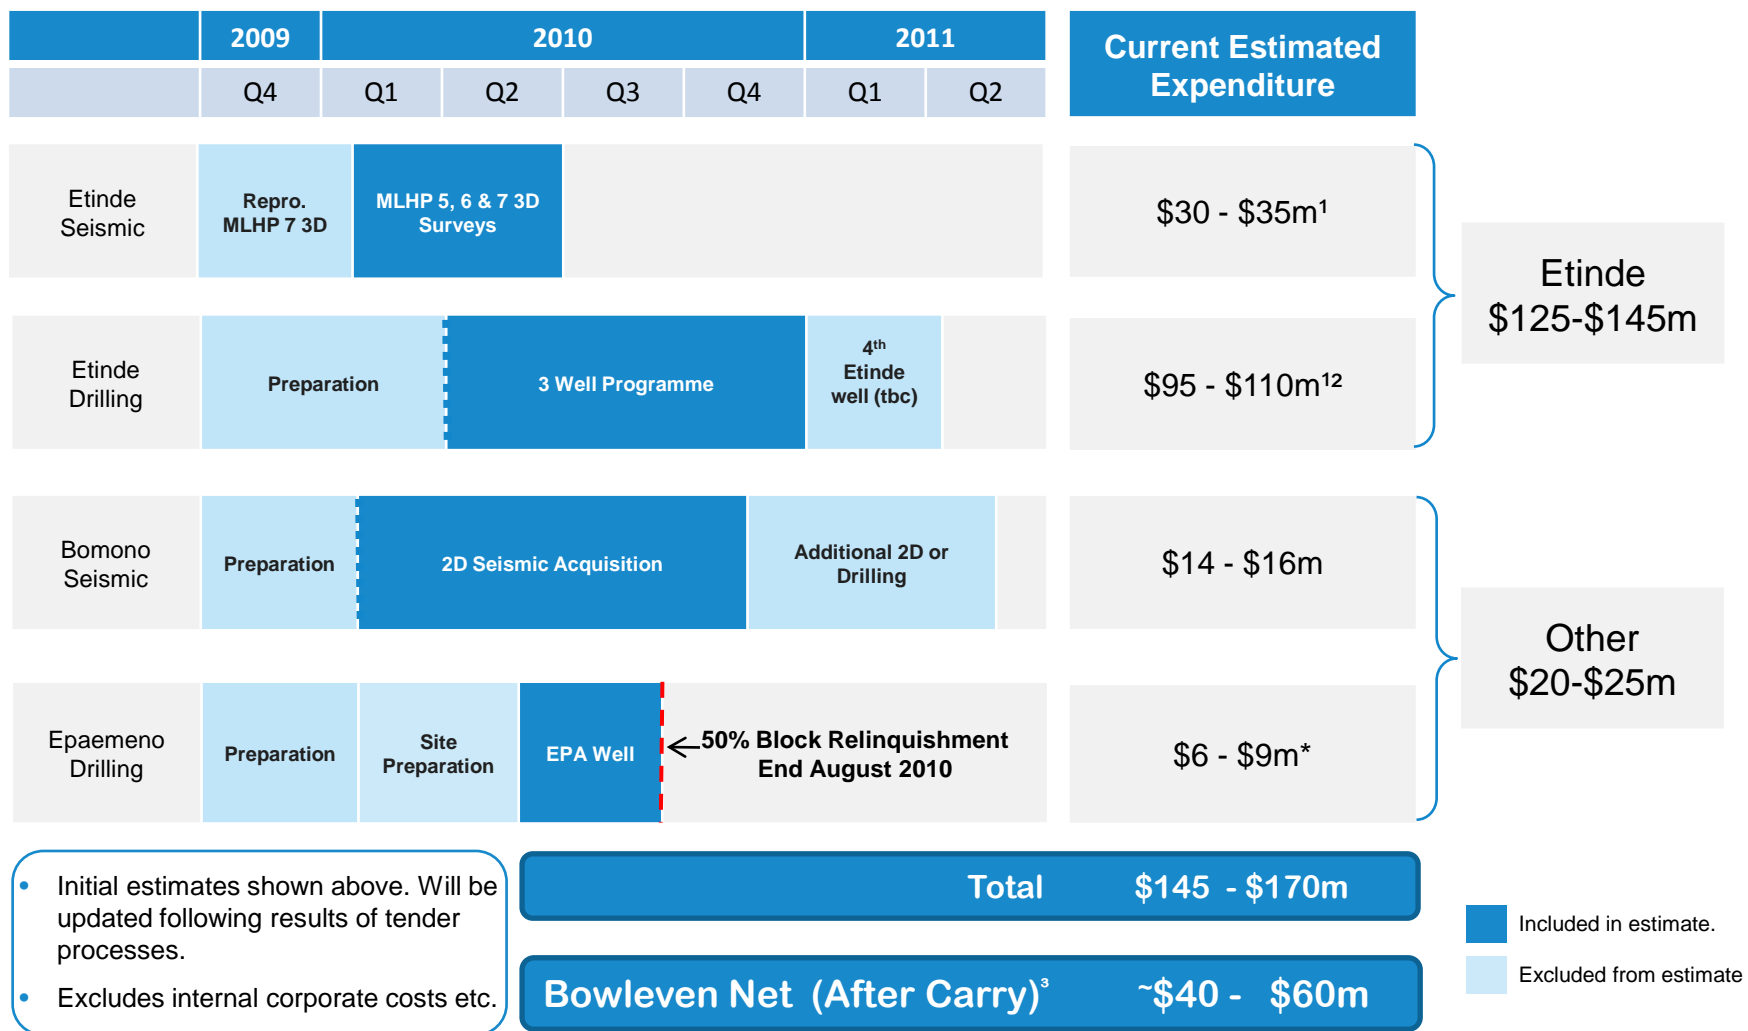 2009 2010 2011
Q4 Q1 Q2 Q3 Q4 Q1 Q2
Current Estimated
Expenditure
Etinde
Seismic
Repro.
MLHP 7 3D
MLHP 5, 6 & 7 3D
Surveys
$30 - $35m¹
Etinde
Drilling
Preparation
3 Well Programme
4th
Etinde
well (tbc)
$95 - $110m¹²
Etinde
$125-$145m
Bomono
Seismic
Preparation
2D Seismic Acquisition
Additional 2D or
Drilling
$14 - $16m
Epaemeno
Drilling
Preparation
Site
Preparation
EPA Well
50% Block Relinquishment
End August 2010
$6 - $9m*
Other
$20-$25m
• Initial estimates shown above. Will be
updated following results of tender
processes.
• Excludes internal corporate costs etc.
Total $145 - $170m
Bowleven Net (After Carry)³ ~$40 - $60m
Included in estimate.
Excluded from estimate